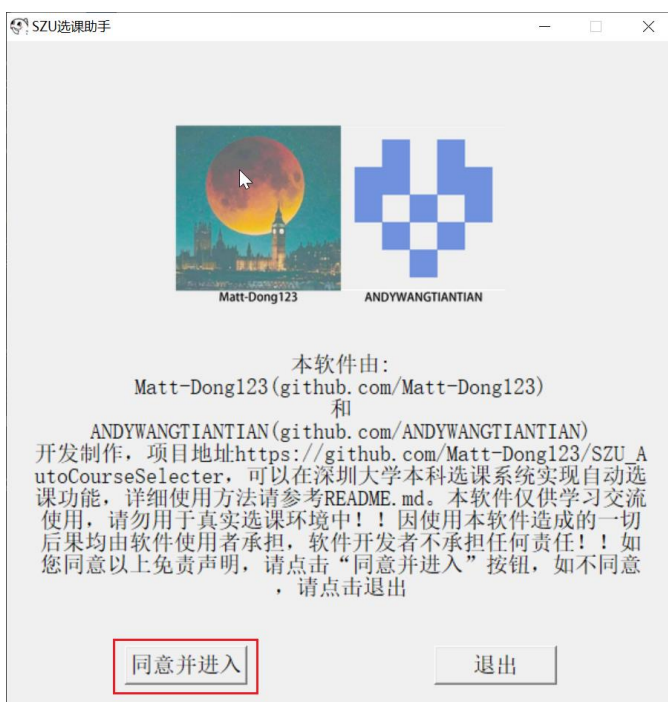 SZU选课助手
Matt-Dong123
ANDYWANGTIANTIAN
本软件由:
Matt-Dong123(github.com/Matt-Dong123)
和
ANDYWANGTIANTIAN(github.com/ANDYWANGTIANTIAN)
开发制作，项目地址https://github.com/Matt-Dong123/SZU_A
utoCourseSelecter，可以在深圳大学本科选课系统实现自动选
课功能，详细使用方法请参考README.md。本软件仅供学习交流
使用，请勿用于真实选课环境中！！因使用本软件造成的一切
后果均由软件使用者承担，软件开发者不承担任何责任！！如
您同意以上免责声明，请点击“同意并进入”按钮，如不同意
，请点击退出
同意并进入
退出